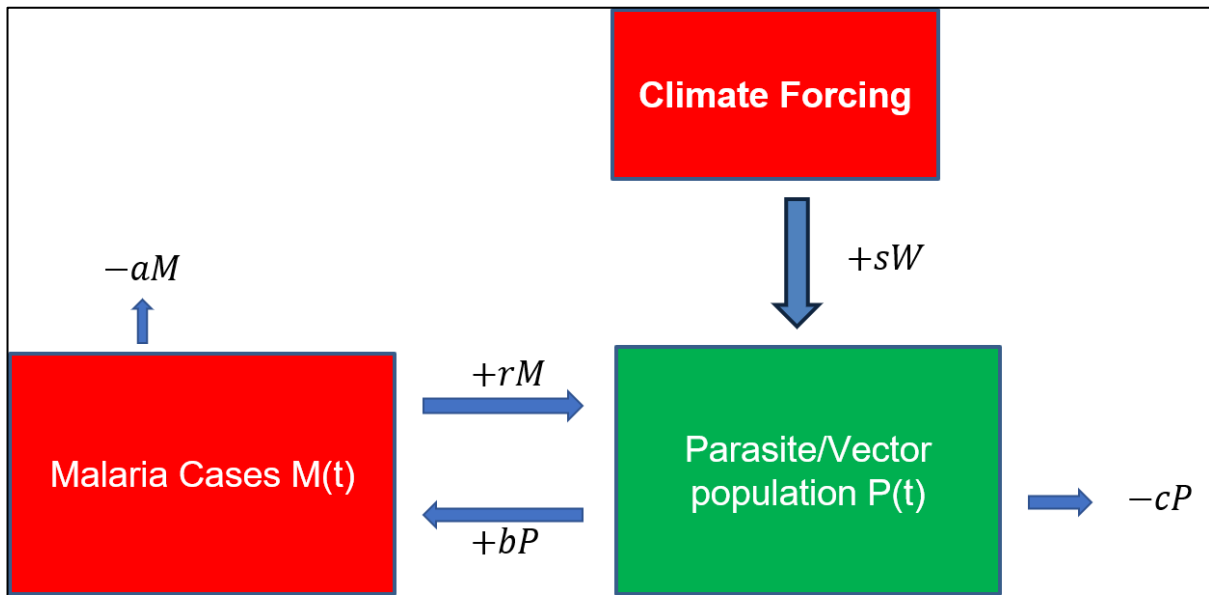 Climate Forcing
+sW
-aM
+rM
Malaria Cases M(t)
Parasite/Vector
population P(t)
-cP
+bP